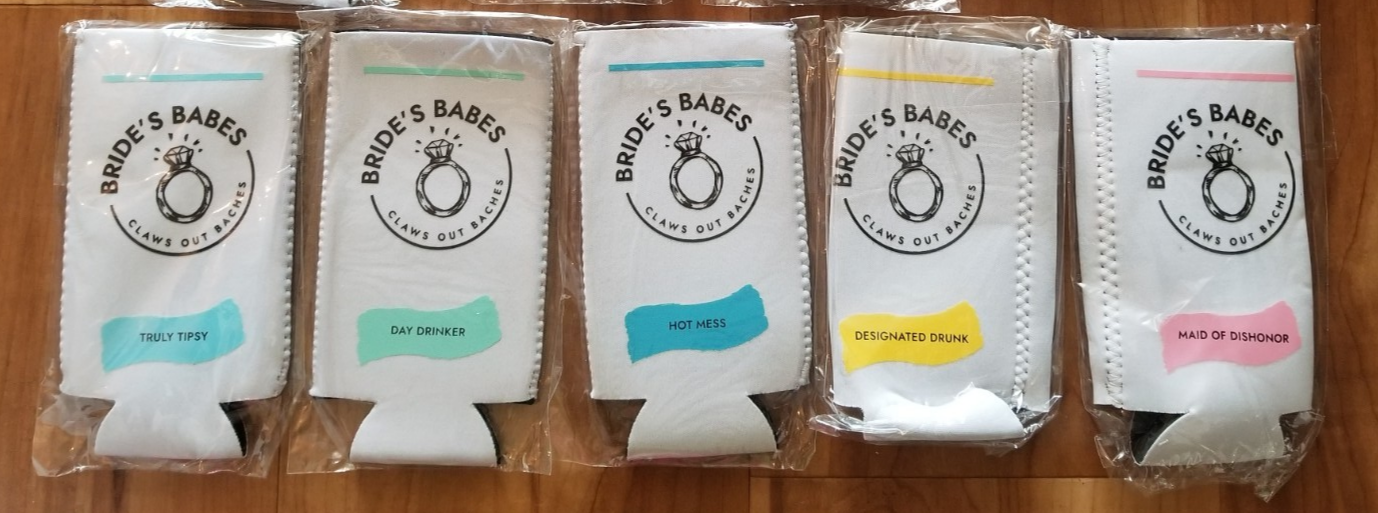 BRIDE'S BABES
CLAWS OUT BACHES
TRULY TIPSY
BRIDE'S BABES
CLAWS OUT BACHES
DAY DRINKER
BRIDE'S BABES
CLAWS OUT BACHES
HOT MESS
BRIDE'S BABES
CLAWS OUT BACHES
DESIGNATED DRUNK
BRIDE'S BABES
CLAWS OUT BACHES
MAID OF DISHONOR